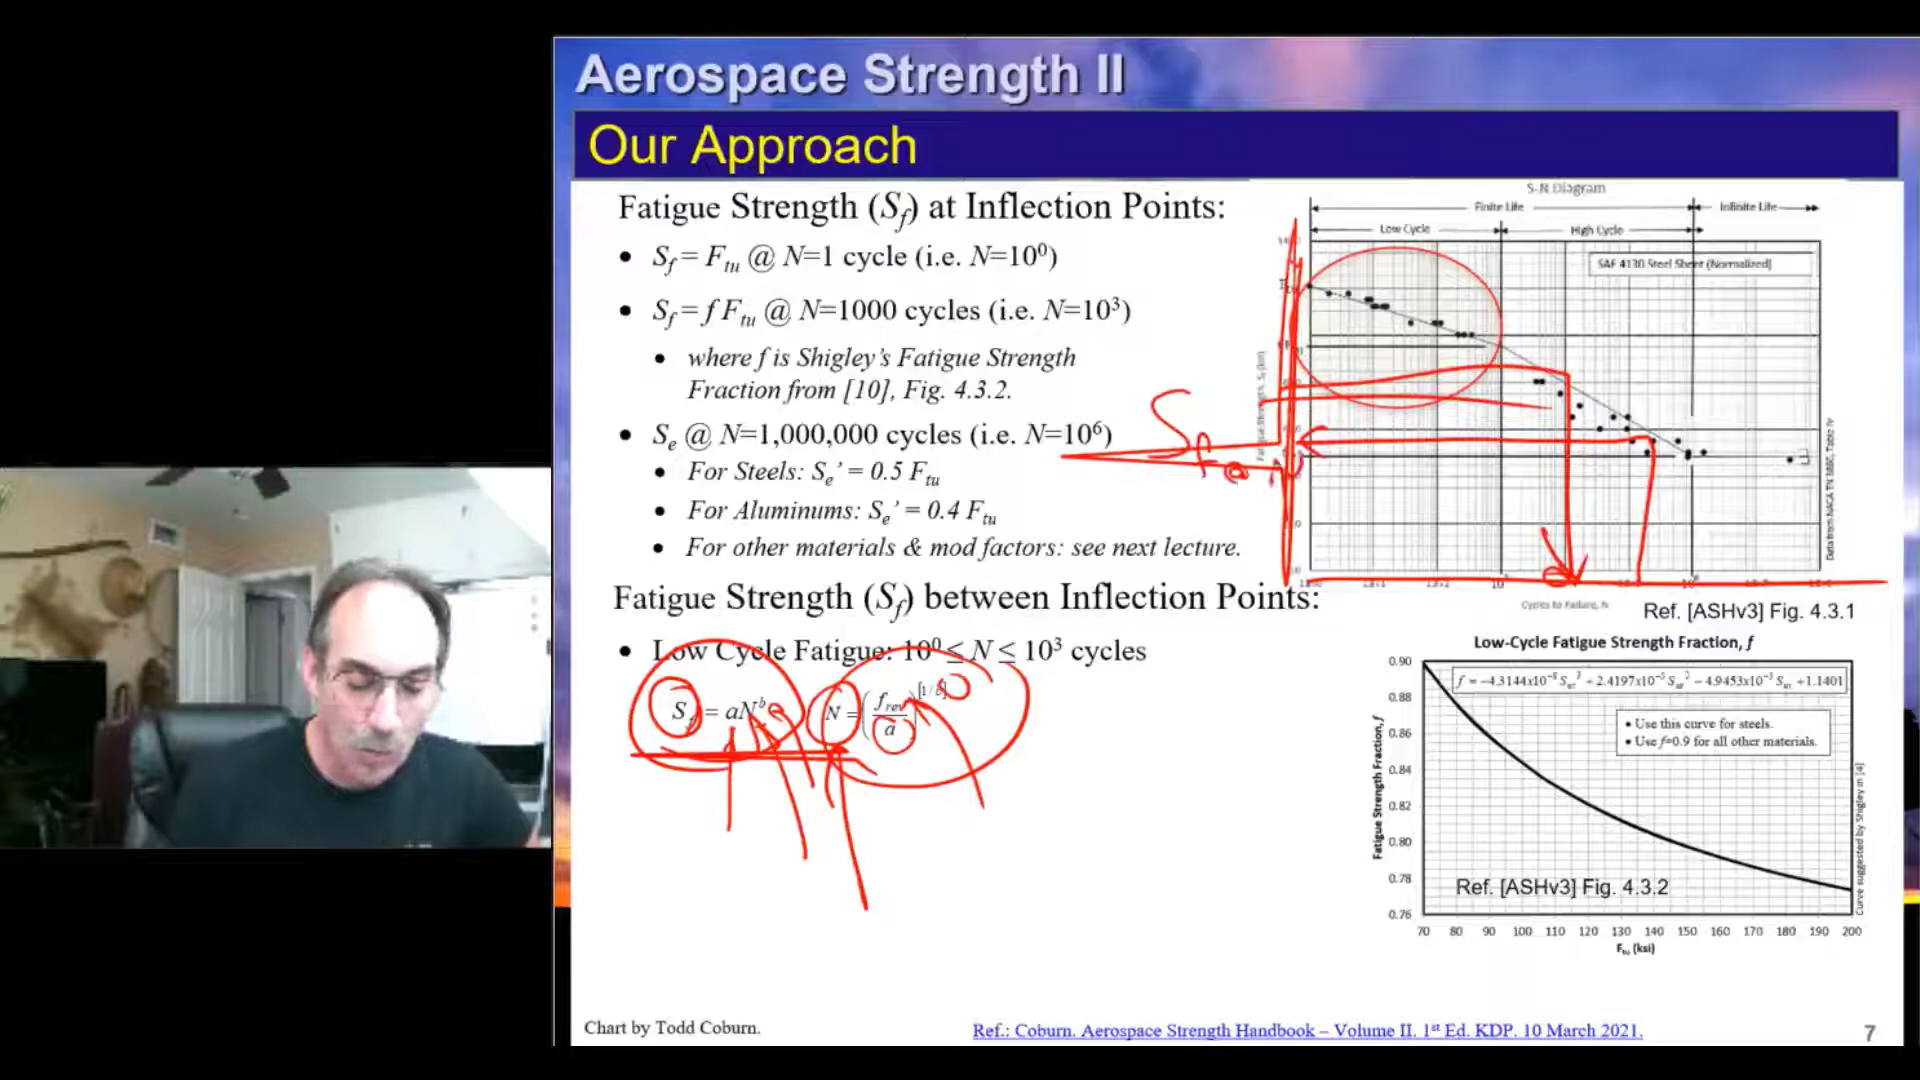 Aerospace Strength II
Our Approach
Fatigue Strength (Sf) at Inflection Points:
• Sf = Ftu @ N=1 cycle (i.e. N=10⁰)
• Sf = f Ftu @ N=1000 cycles (i.e. N=10³)
• where f is Shigley's Fatigue Strength
Fraction from [10], Fig. 4.3.2.
• Se @ N=1,000,000 cycles (i.e. N=10⁶)
• For Steels: Se' = 0.5 Ftu
• For Aluminums: Se' = 0.4 Ftu
• For other materials & mod factors: see next lecture.
Fatigue Strength (Sf) between Inflection Points:
• Low Cycle Fatigue: 10⁰ ≤ N ≤ 10³ cycles
Sf = aNᵇ
N = (frev / a)
Sf @
S-N Diagram
Finite Life
Infinite Life
Low Cycle
High Cycle
SAE 4130 Steel Sheet (Normalized)
Cycles to Failure, N
Ref. [ASHv3] Fig. 4.3.1
Low-Cycle Fatigue Strength Fraction, f
0.90
0.88
0.86
0.84
0.82
0.80
0.78
0.76
Fatigue Strength Fraction, f
• Use this curve for steels.
• Use f=0.9 for all other materials.
Curve suggested by Shigley in [4]
Ref. [ASHv3] Fig. 4.3.2
70 80 90 100 110 120 130 140 150 160 170 180 190 200
Ftu (ksi)
Chart by Todd Coburn.
Ref.: Coburn. Aerospace Strength Handbook – Volume II. 1st Ed. KDP. 10 March 2021.
7